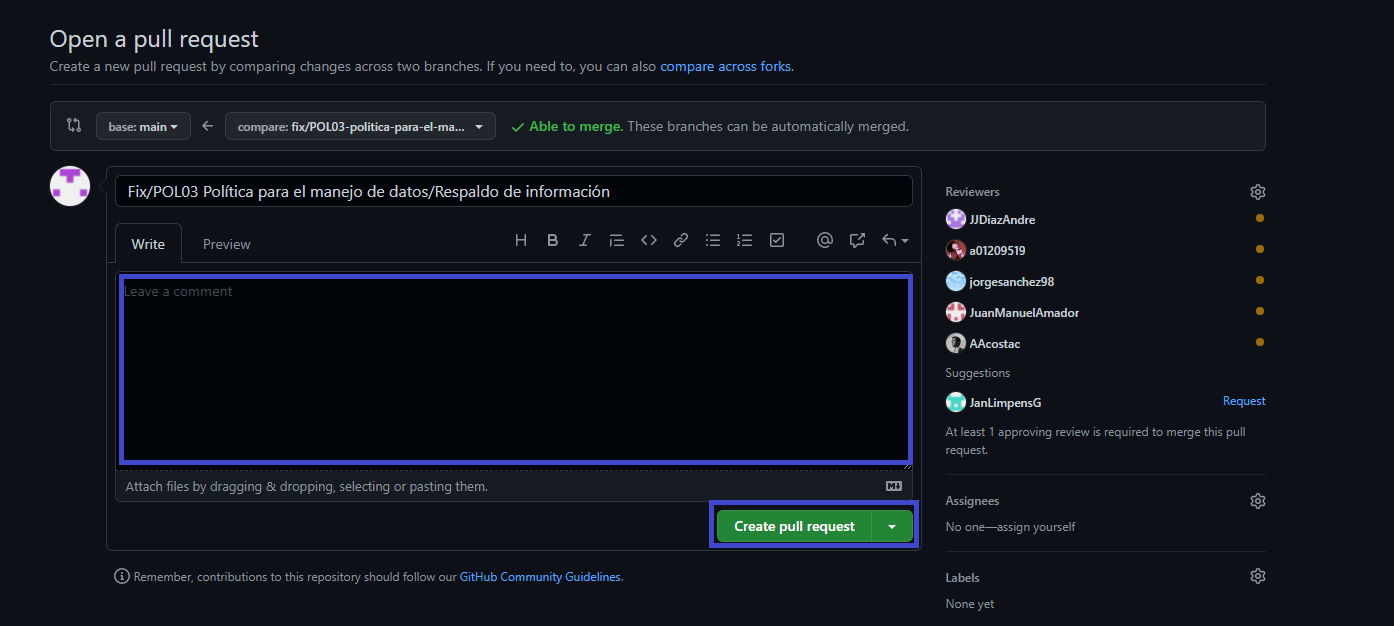 Open a pull request
Create a new pull request by comparing changes across two branches. If you need to, you can also compare across forks.
base: main
compare: fix/POL03-politica-para-el-ma...
Able to merge. These branches can be automatically merged.
Fix/POL03 Política para el manejo de datos/Respaldo de información
Write
Preview
Leave a comment
Attach files by dragging & dropping, selecting or pasting them.
Create pull request
Remember, contributions to this repository should follow our GitHub Community Guidelines.
Reviewers
JJDiazAndre
a01209519
jorgesanchez98
JuanManuelAmador
AAcostac
Suggestions
JanLimpensG
Request
At least 1 approving review is required to merge this pull
request.
Assignees
No one—assign yourself
Labels
None yet